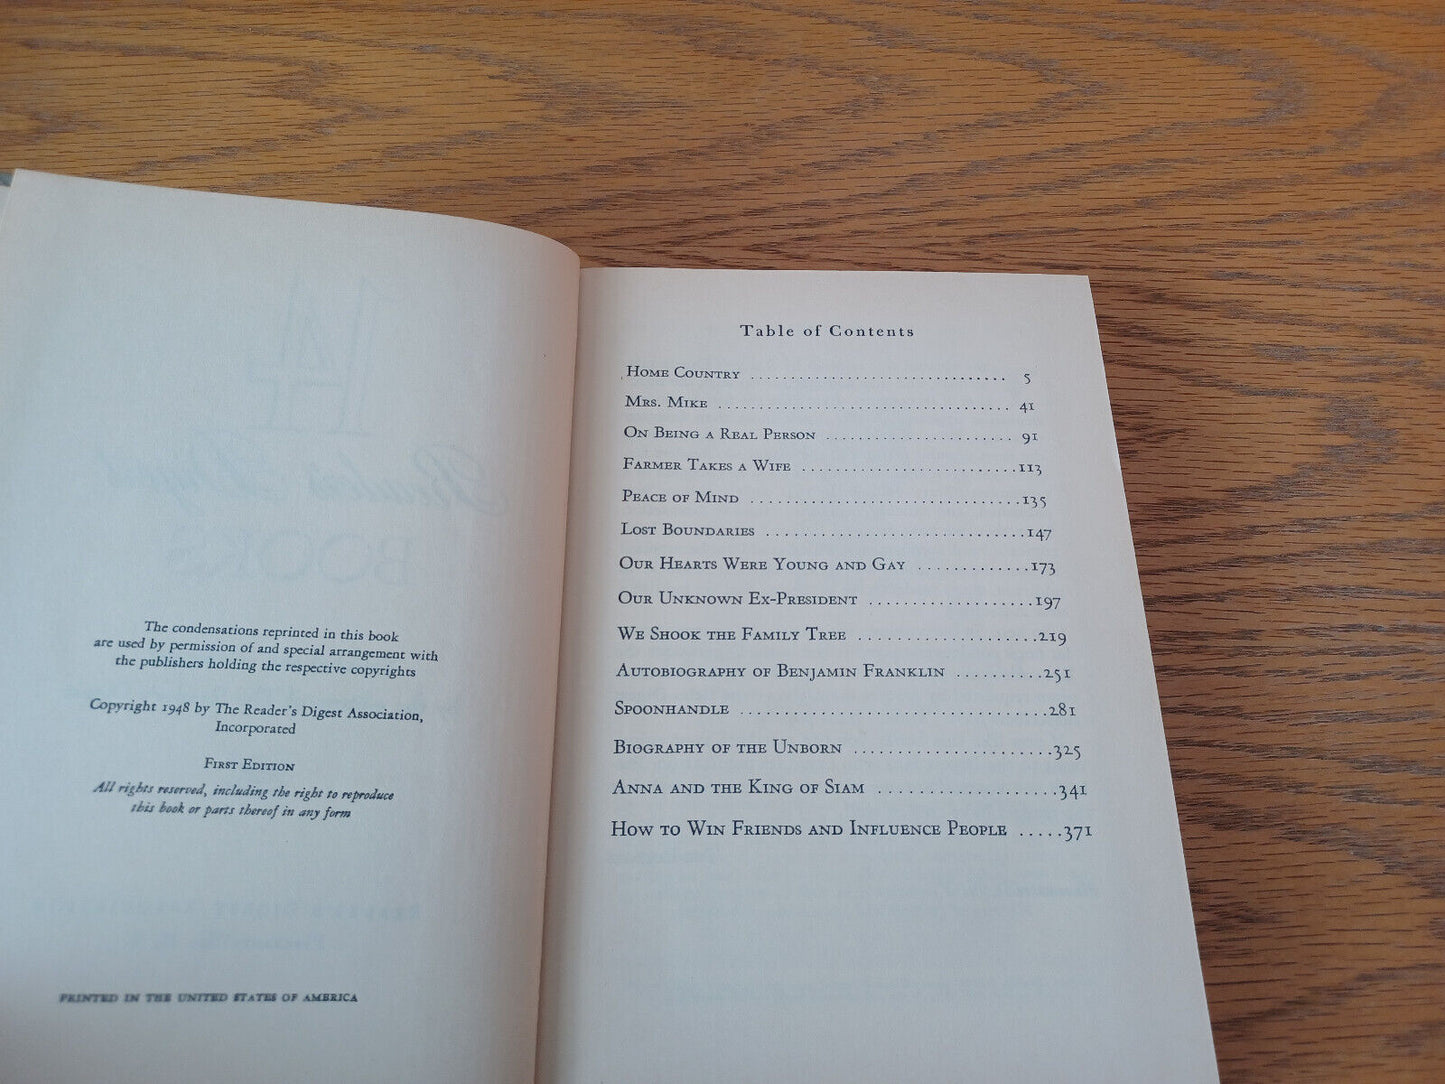 The condensations reprinted in this book
are used by permission of and special arrangement with
the publishers holding the respective copyrights
Copyright 1948 by The Reader's Digest Association,
Incorporated
First Edition
All rights reserved, including the right to reproduce
this book or parts thereof in any form
PRINTED IN THE UNITED STATES OF AMERICA
Table of Contents
Home Country .............................. 5
Mrs. Mike .................................... 41
On Being a Real Person ....................... 91
Farmer Takes a Wife ...........................113
Peace of Mind ..................................135
Lost Boundaries .................................147
Our Hearts Were Young and Gay .............173
Our Unknown Ex-President ....................197
We Shook the Family Tree ......................219
Autobiography of Benjamin Franklin ..........251
Spoonhandle ...................................281
Biography of the Unborn ......................325
Anna and the King of Siam ...................341
How to Win Friends and Influence People .....371